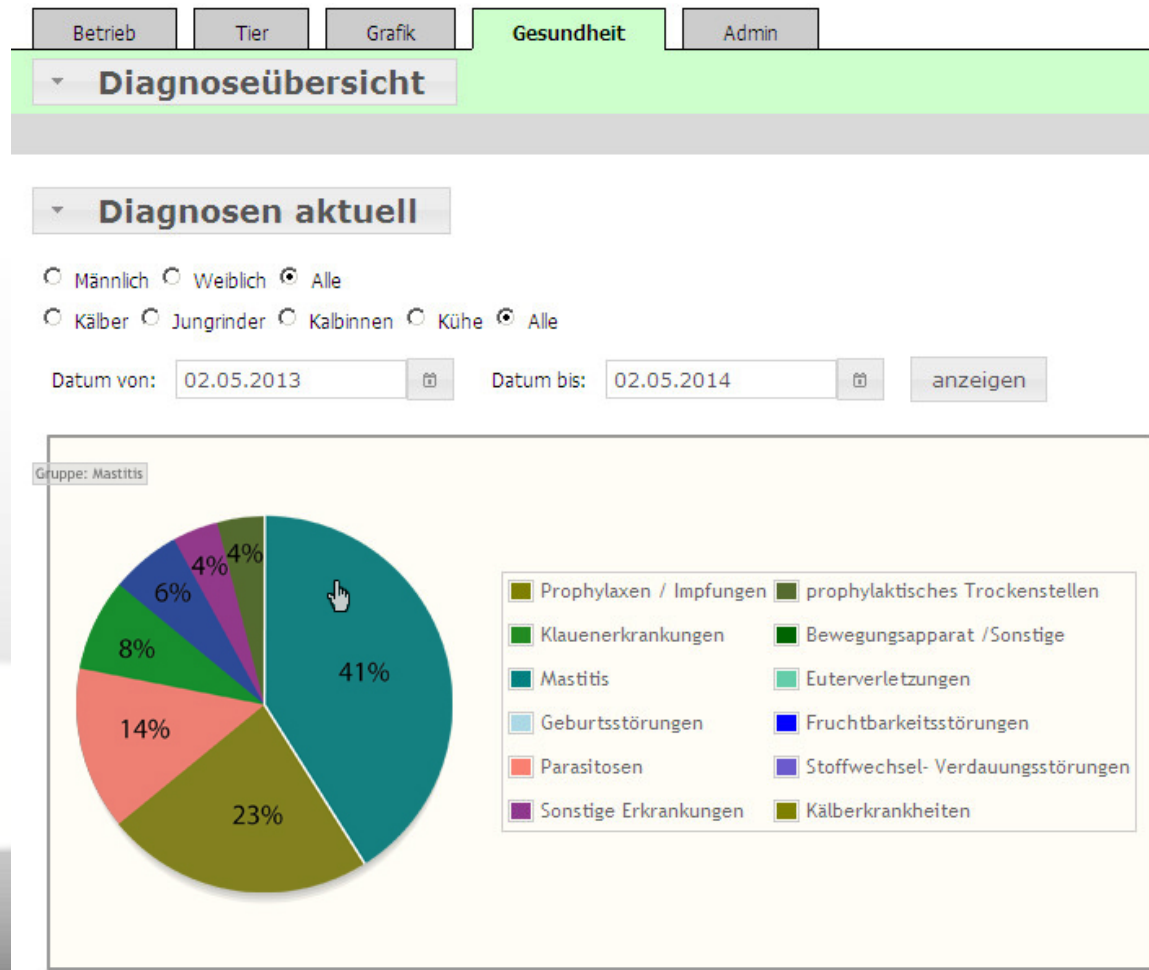 Betrieb Tier Grafik Gesundheit Admin
Diagnoseübersicht
Diagnosen aktuell
Männlich Weiblich Alle
Kälber Jungrinder Kalbinnen Kühe Alle
Datum von: 02.05.2013 Datum bis: 02.05.2014 anzeigen
Gruppe: Mastitis
4% 4%
6%
8%
41%
14%
23%
Prophylaxen / Impfungen prophylaktisches Trockenstellen
Klauenerkrankungen Bewegungsapparat /Sonstige
Mastitis Euterverletzungen
Geburtsstörungen Fruchtbarkeitsstörungen
Parasitosen Stoffwechsel- Verdauungsstörungen
Sonstige Erkrankungen Kälberkrankheiten